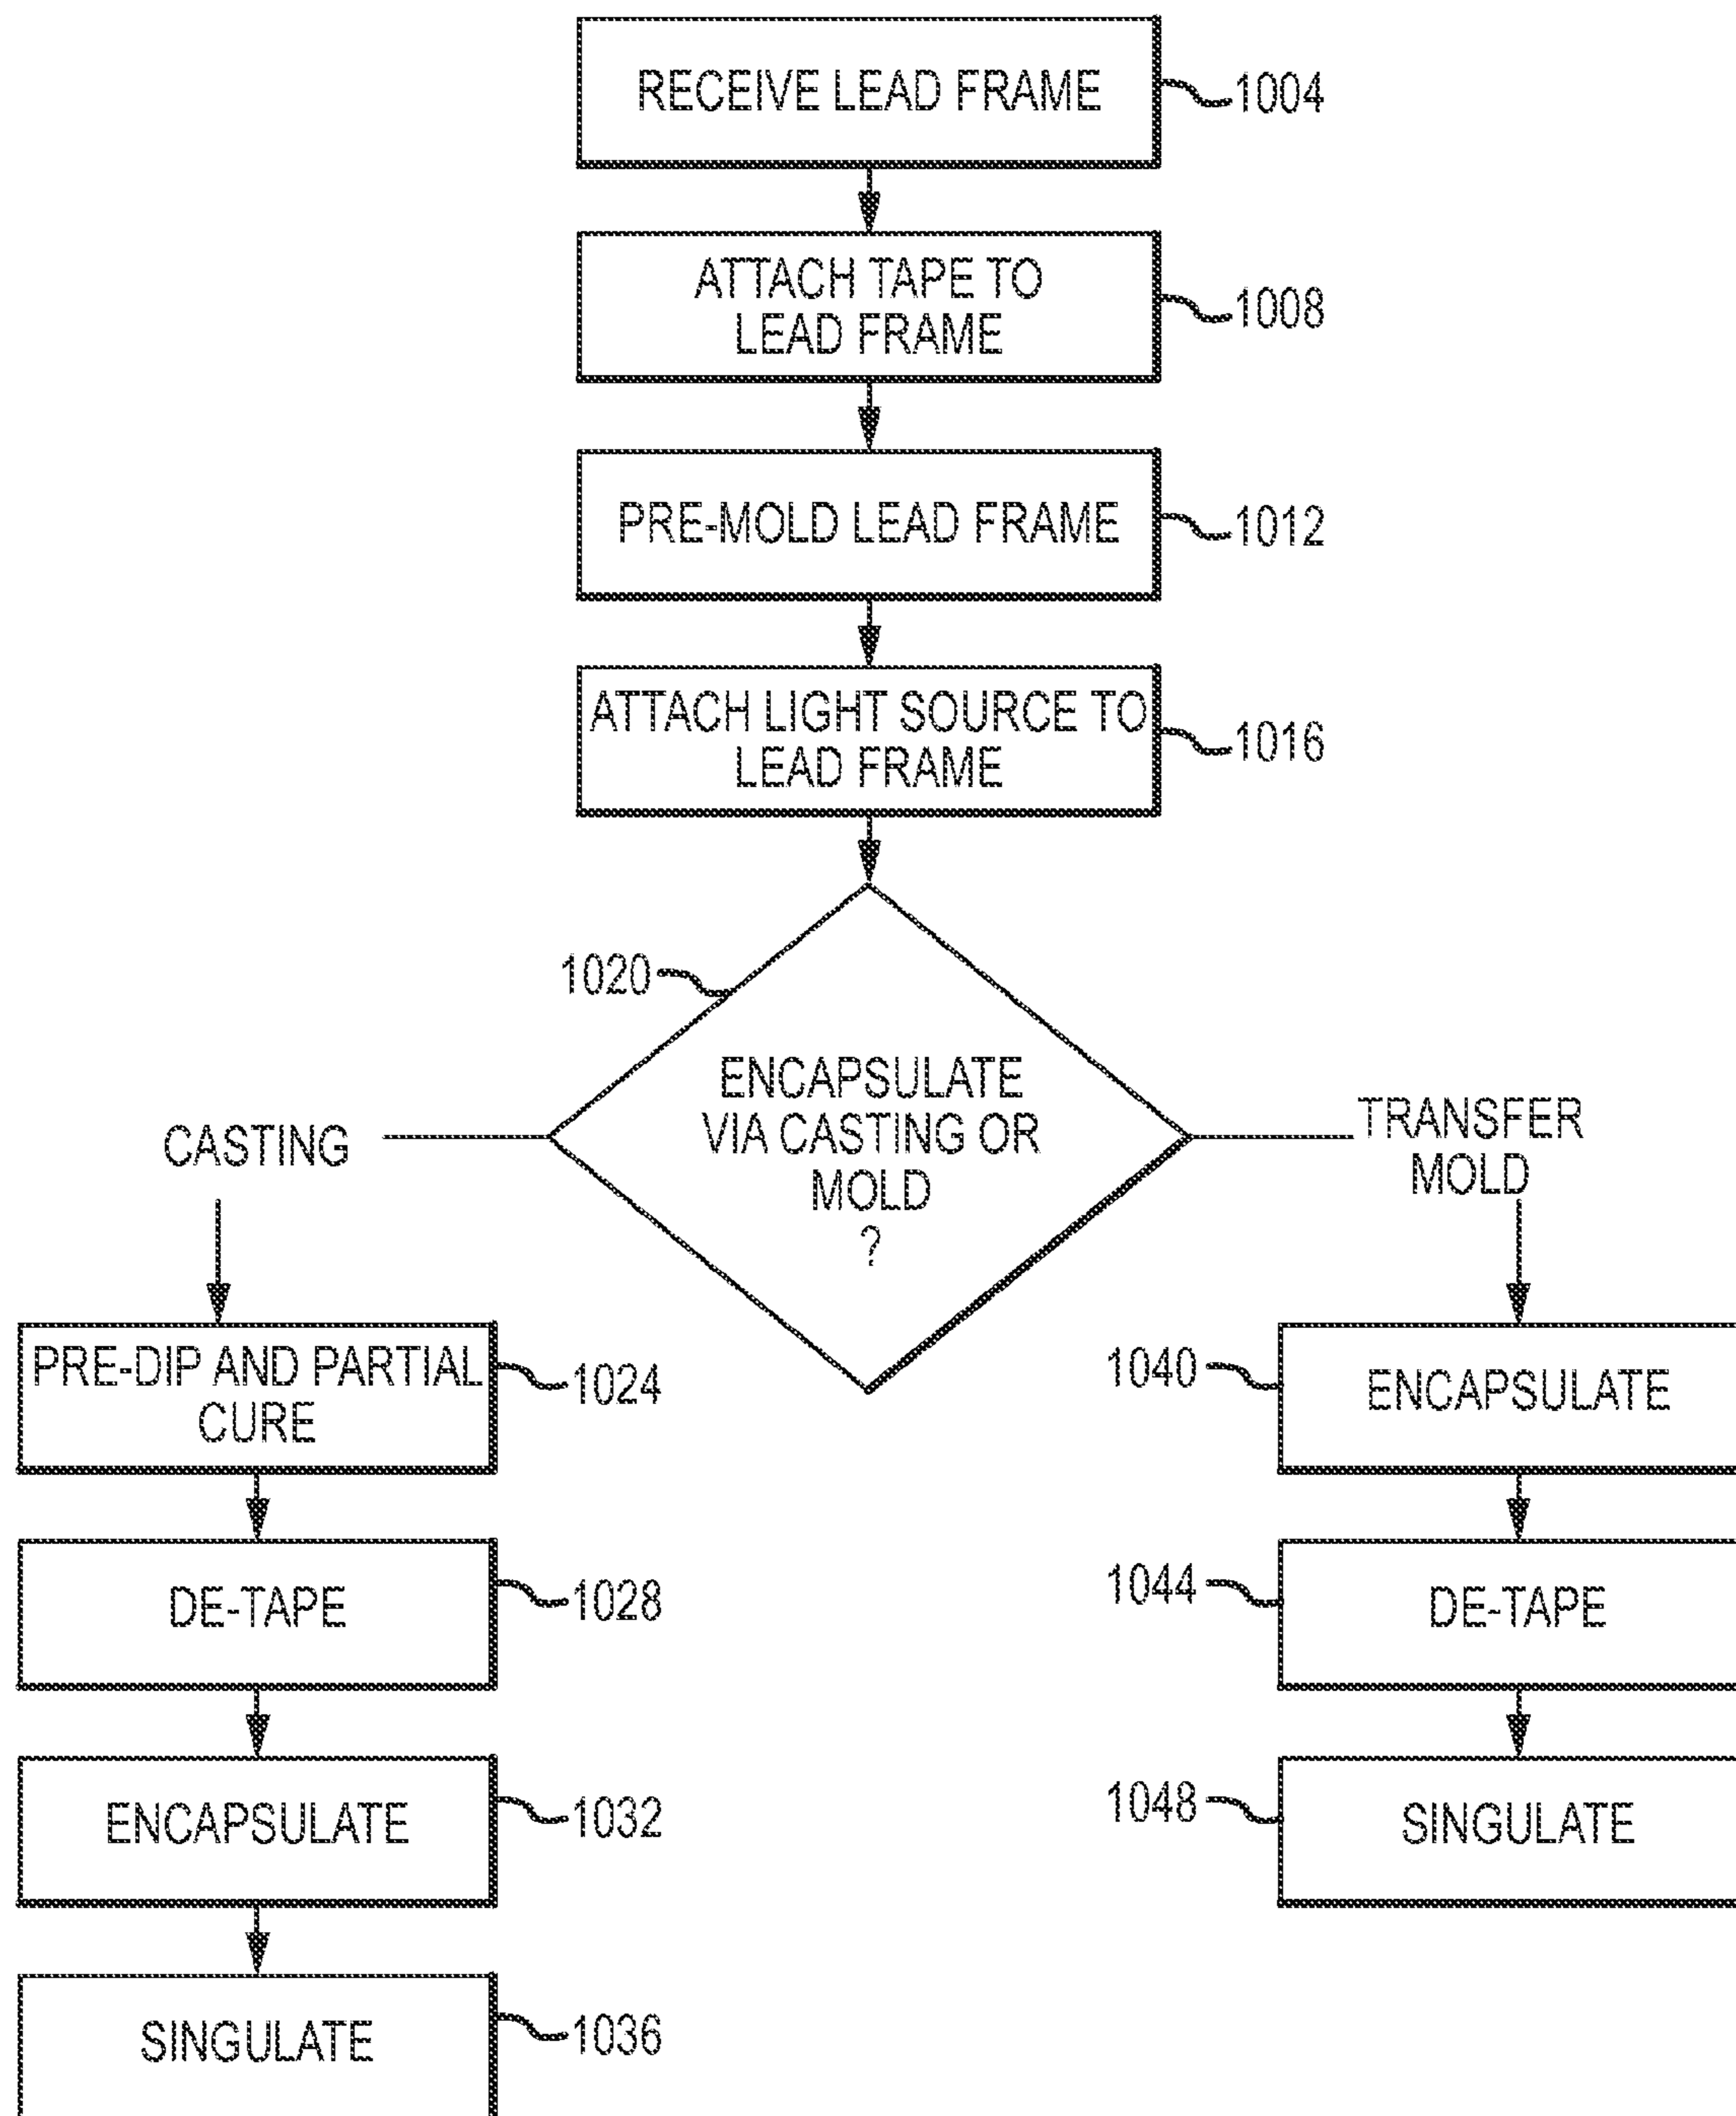 RECEIVE LEAD FRAME
1004
ATTACH TAPE TO
LEAD FRAME
1008
PRE-MOLD LEAD FRAME
1012
ATTACH LIGHT SOURCE TO
LEAD FRAME
1016
1020
ENCAPSULATE
VIA CASTING OR
MOLD
?
CASTING
TRANSFER
MOLD
PRE-DIP AND PARTIAL
CURE
1024
DE-TAPE
1028
ENCAPSULATE
1032
SINGULATE
1036
1040
ENCAPSULATE
1044
DE-TAPE
1048
SINGULATE